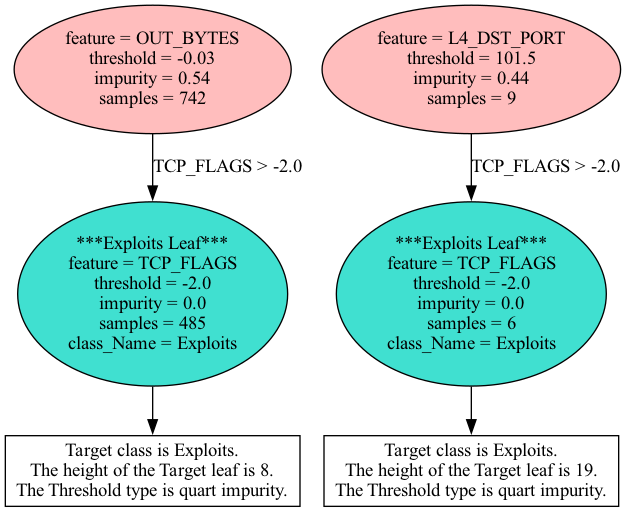 feature = OUT_BYTES
threshold = -0.03
impurity = 0.54
samples = 742
feature = L4_DST_PORT
threshold = 101.5
impurity = 0.44
samples = 9
TCP_FLAGS > -2.0
TCP_FLAGS > -2.0
***Exploits Leaf***
feature = TCP_FLAGS
threshold = -2.0
impurity = 0.0
samples = 485
class_Name = Exploits
***Exploits Leaf***
feature = TCP_FLAGS
threshold = -2.0
impurity = 0.0
samples = 6
class_Name = Exploits
Target class is Exploits.
The height of the Target leaf is 8.
The Threshold type is quart impurity.
Target class is Exploits.
The height of the Target leaf is 19.
The Threshold type is quart impurity.